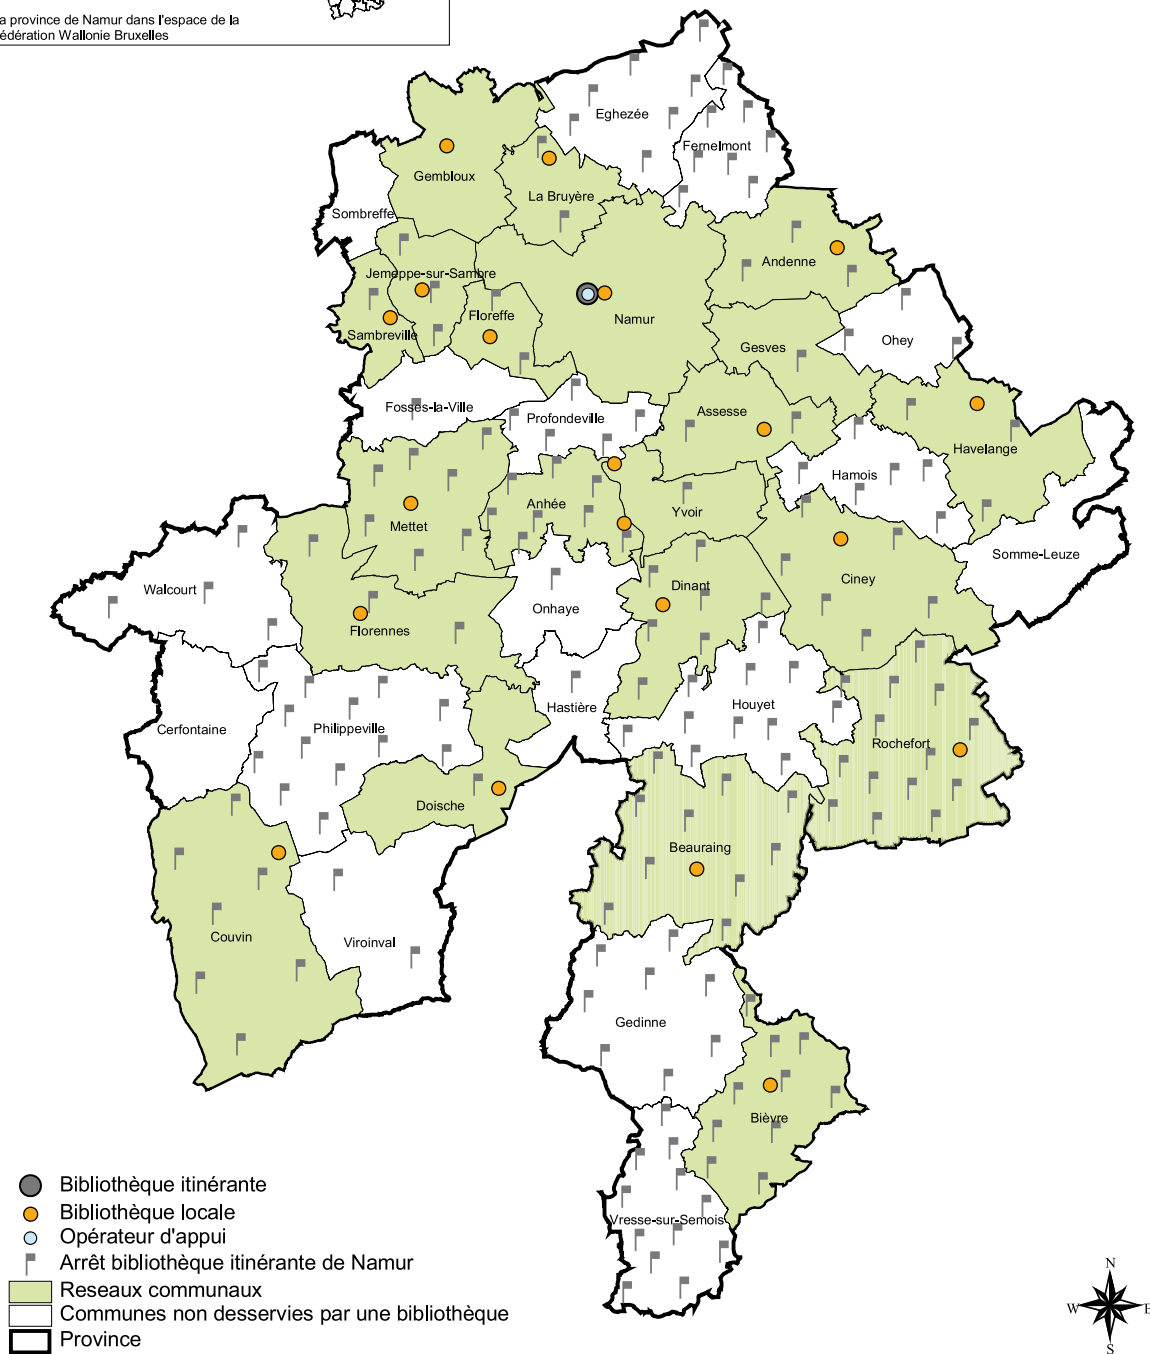 a province de Namur dans l'espace de la
édération Wallonie Bruxelles
Eghezée
Fernelmont
Gembloux
La Bruyère
Sombreffe
Andenne
Jemeppe-sur-Sambre
Floreffe
Namur
Sambreville
Ohey
Gesves
Fosses-la-Ville
Profondeville
Assesse
Havelange
Hamois
Anhée
Yvoir
Mettet
Somme-Leuze
Ciney
Dinant
Walcourt
Onhaye
Florennes
Hastière
Houyet
Cerfontaine
Philippeville
Rochefort
Doische
Beauraing
Couvin
Viroinval
Gedinne
Bièvre
Vresse-sur-Semois
Bibliothèque itinérante
Bibliothèque locale
Opérateur d'appui
Arrêt bibliothèque itinérante de Namur
Reseaux communaux
Communes non desservies par une bibliothèque
Province
N
W E
S